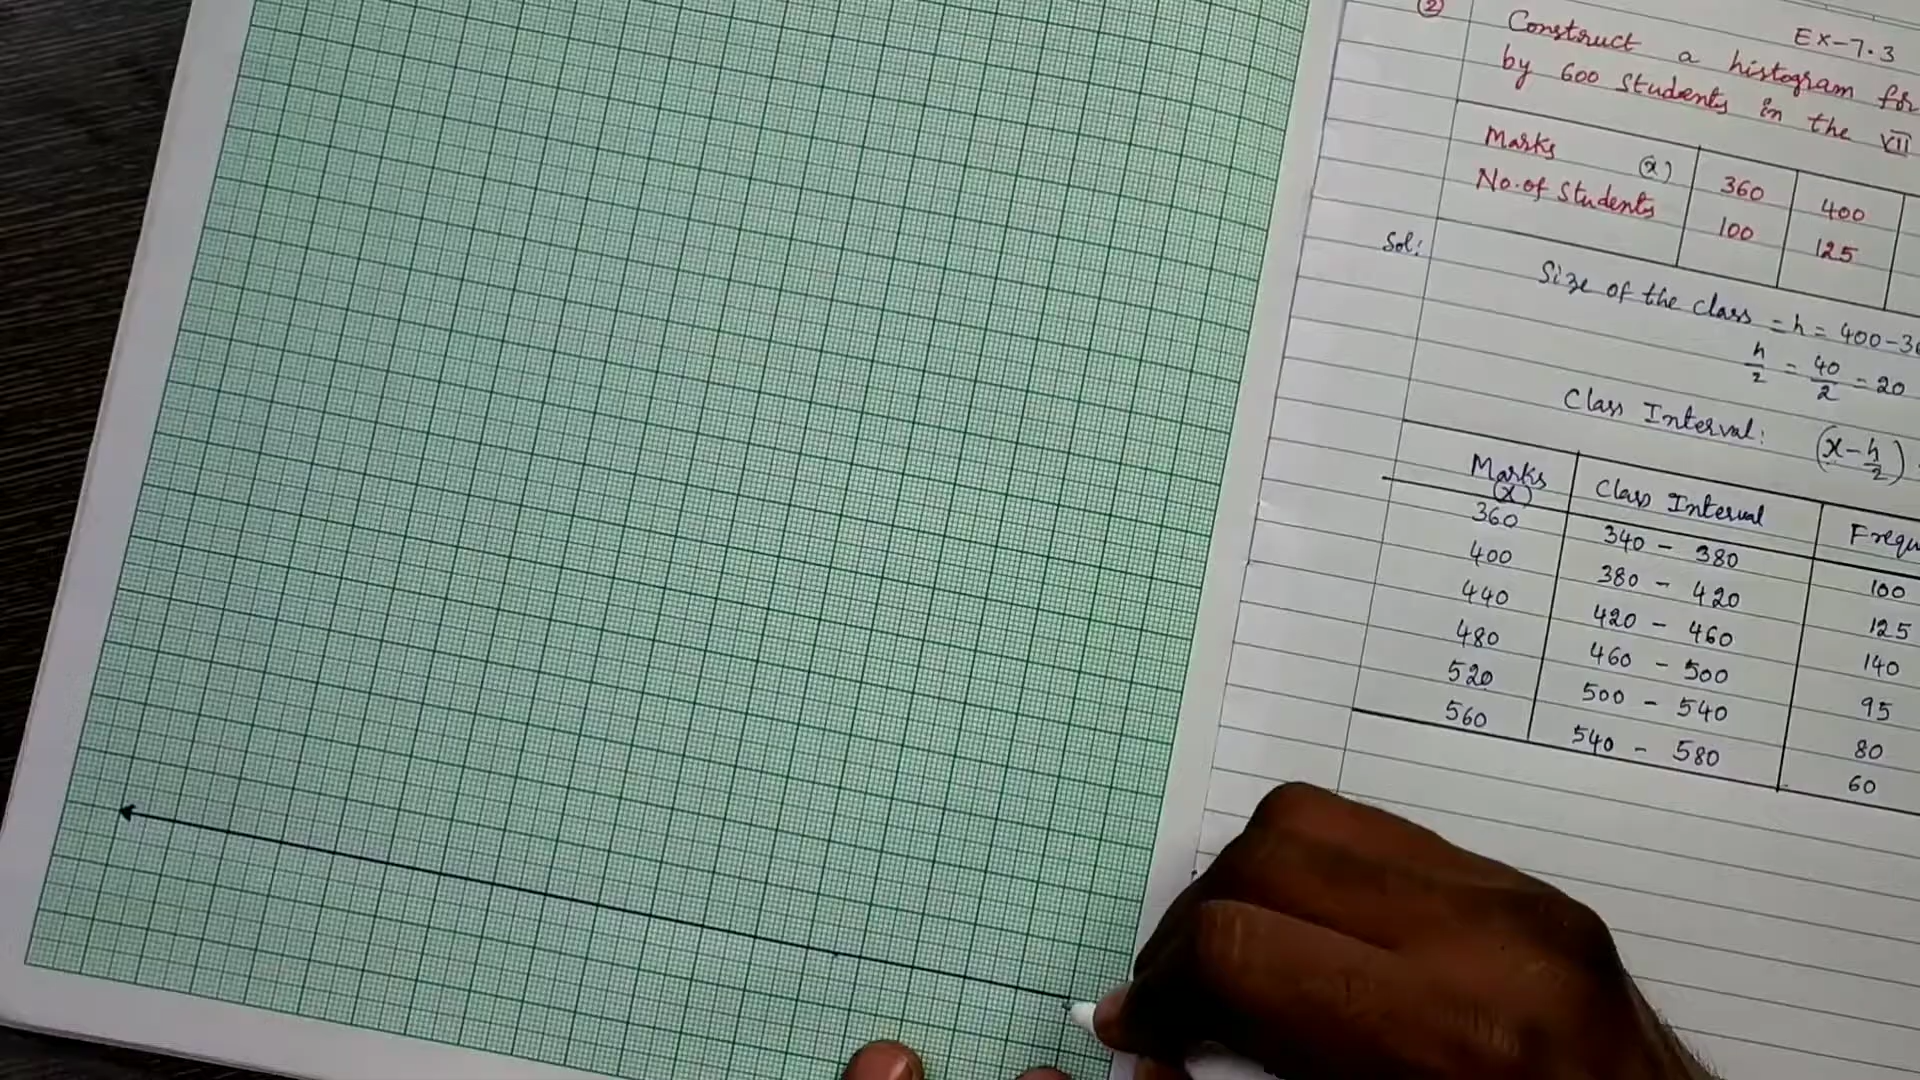 ② Ex-7.3
Construct a histogram for
by 600 Students in the VII
Marks (x) 360 400
No. of Students 100 125
Sol:
Size of the class = h = 400-36
h/2 = 40/2 = 20
Class Interval: (x - h/2)
Marks (x) Class Interval Frequ
360 340 - 380 100
400 380 - 420 125
440 420 - 460 140
480 460 - 500 95
520 500 - 540 80
560 540 - 580 60